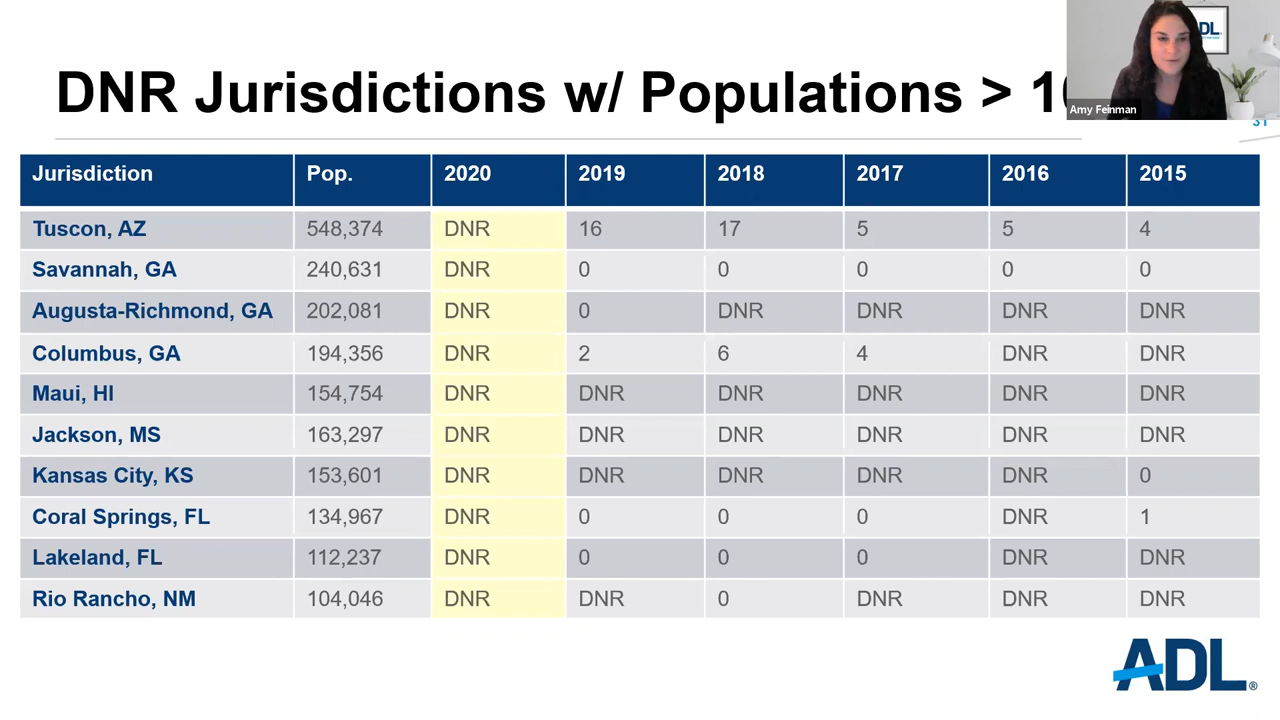 DNR Jurisdictions w/ Populations > 1
DL
Amy Feinman
31
Jurisdiction Pop. 2020 2019 2018 2017 2016 2015
Tuscon, AZ 548,374 DNR 16 17 5 5 4
Savannah, GA 240,631 DNR 0 0 0 0 0
Augusta-Richmond, GA 202,081 DNR 0 DNR DNR DNR DNR
Columbus, GA 194,356 DNR 2 6 4 DNR DNR
Maui, HI 154,754 DNR DNR DNR DNR DNR DNR
Jackson, MS 163,297 DNR DNR DNR DNR DNR DNR
Kansas City, KS 153,601 DNR DNR DNR DNR DNR 0
Coral Springs, FL 134,967 DNR 0 0 0 DNR 1
Lakeland, FL 112,237 DNR 0 0 0 DNR DNR
Rio Rancho, NM 104,046 DNR DNR 0 DNR DNR DNR
ADL®